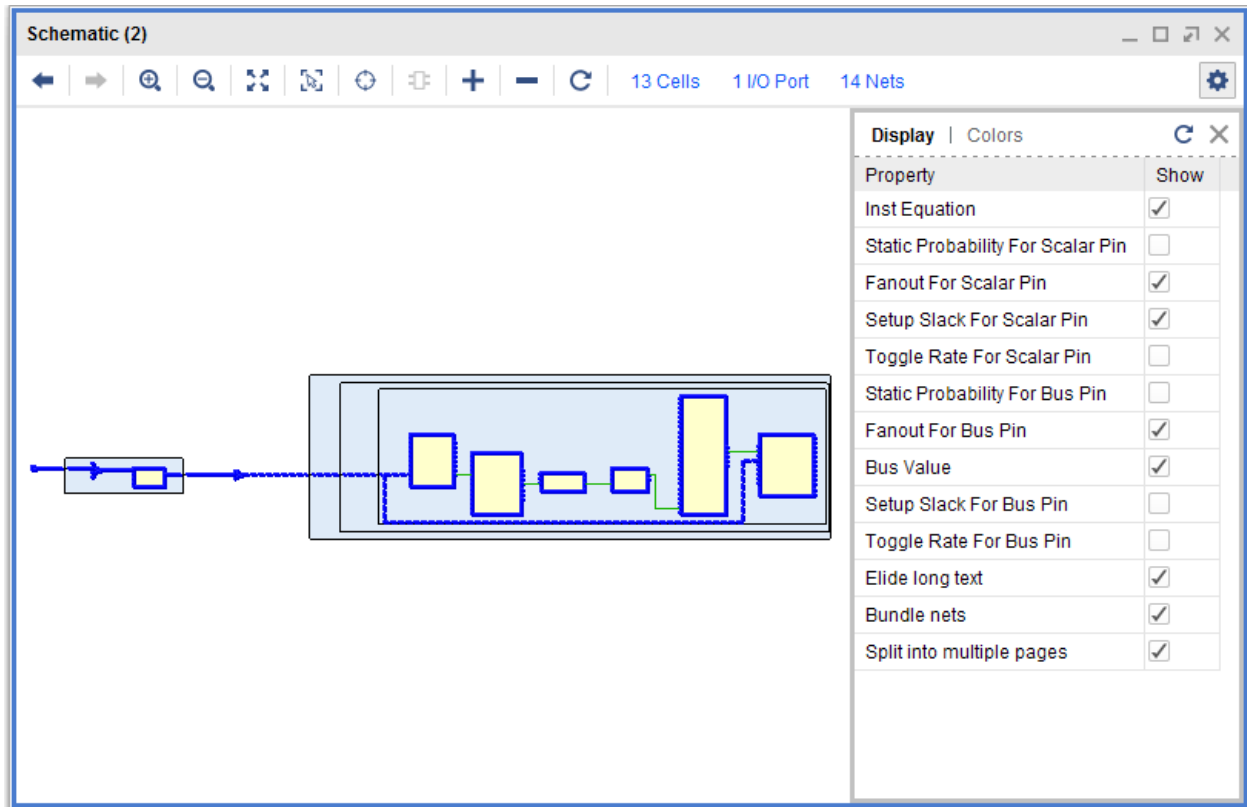 Schematic (2)
13 Cells 1 I/O Port 14 Nets
Display | Colors
Property Show
Inst Equation
Static Probability For Scalar Pin
Fanout For Scalar Pin
Setup Slack For Scalar Pin
Toggle Rate For Scalar Pin
Static Probability For Bus Pin
Fanout For Bus Pin
Bus Value
Setup Slack For Bus Pin
Toggle Rate For Bus Pin
Elide long text
Bundle nets
Split into multiple pages